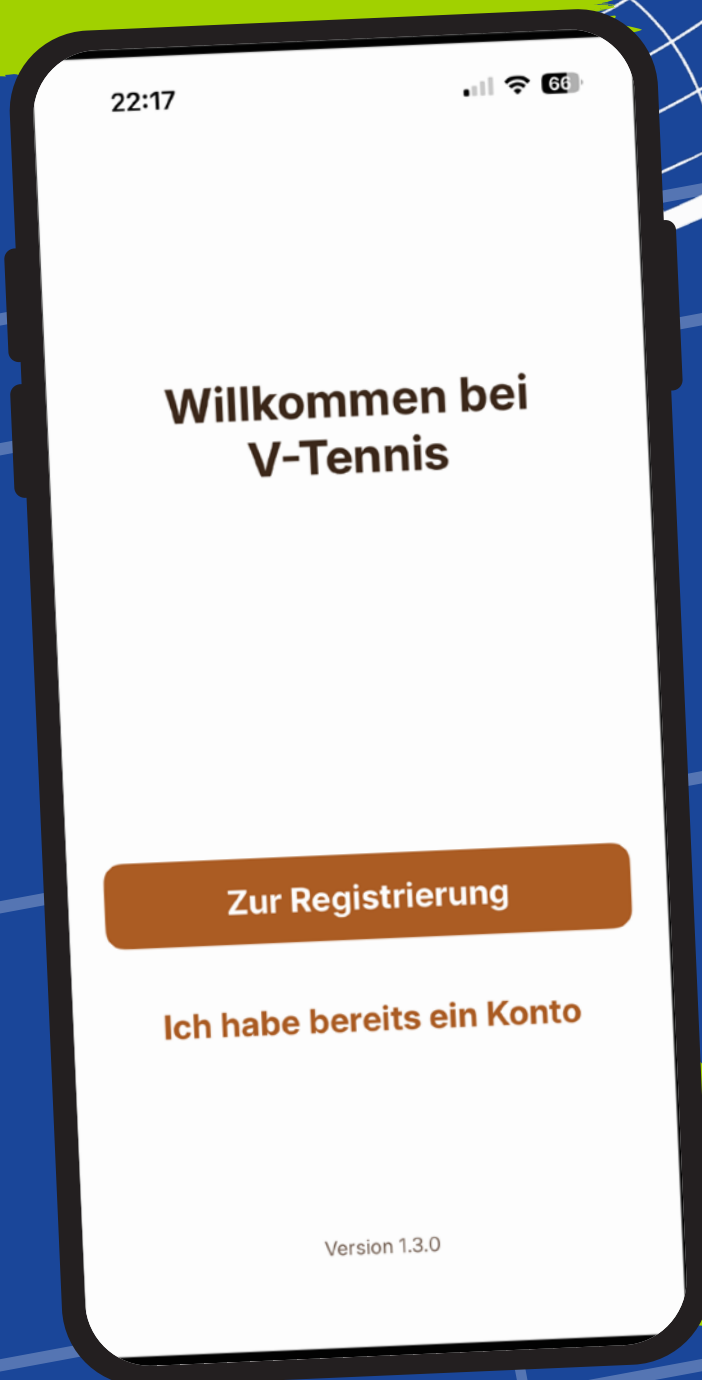 22:17
66
Willkommen bei
V-Tennis
Zur Registrierung
Ich habe bereits ein Konto
Version 1.3.0